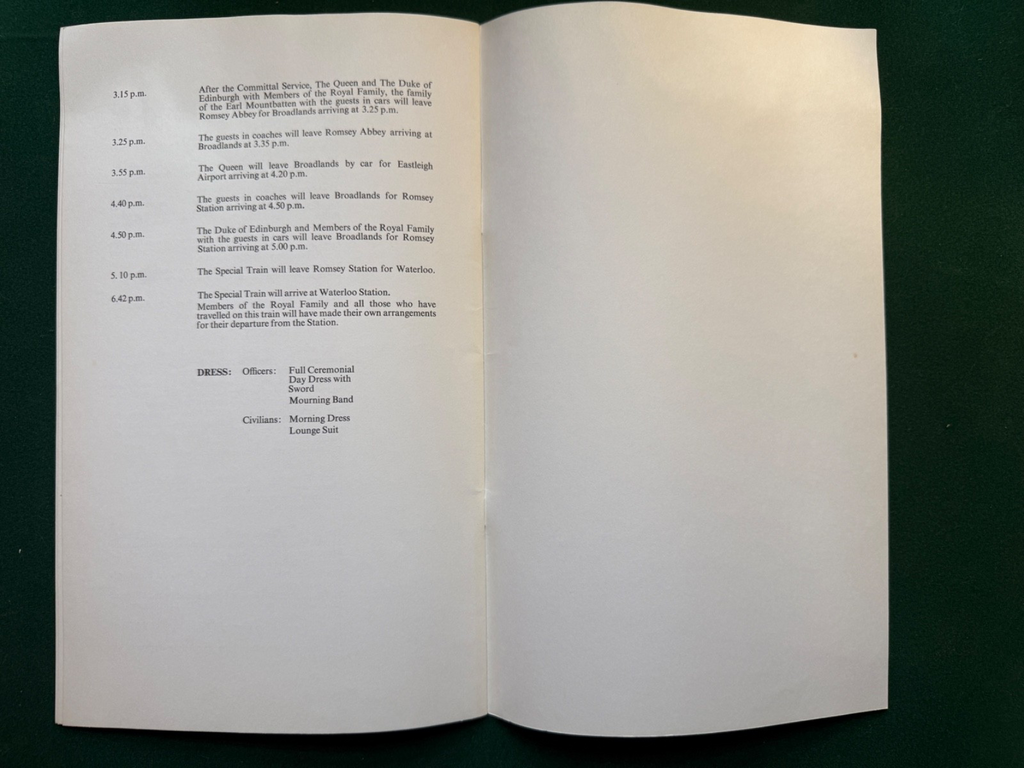 3.15 p.m. After the Committal Service, The Queen and The Duke of
Edinburgh with Members of the Royal Family, the family
of the Earl Mountbatten with the guests in cars will leave
Romsey Abbey for Broadlands arriving at 3.25 p.m.
3.25 p.m. The guests in coaches will leave Romsey Abbey arriving at
Broadlands at 3.35 p.m.
3.55 p.m. The Queen will leave Broadlands by car for Eastleigh
Airport arriving at 4.20 p.m.
4.40 p.m. The guests in coaches will leave Broadlands for Romsey
Station arriving at 4.50 p.m.
4.50 p.m. The Duke of Edinburgh and Members of the Royal Family
with the guests in cars will leave Broadlands for Romsey
Station arriving at 5.00 p.m.
5. 10 p.m. The Special Train will leave Romsey Station for Waterloo.
6.42 p.m. The Special Train will arrive at Waterloo Station.
Members of the Royal Family and all those who have
travelled on this train will have made their own arrangements
for their departure from the Station.
DRESS: Officers: Full Ceremonial
Day Dress with
Sword
Mourning Band
Civilians: Morning Dress
Lounge Suit